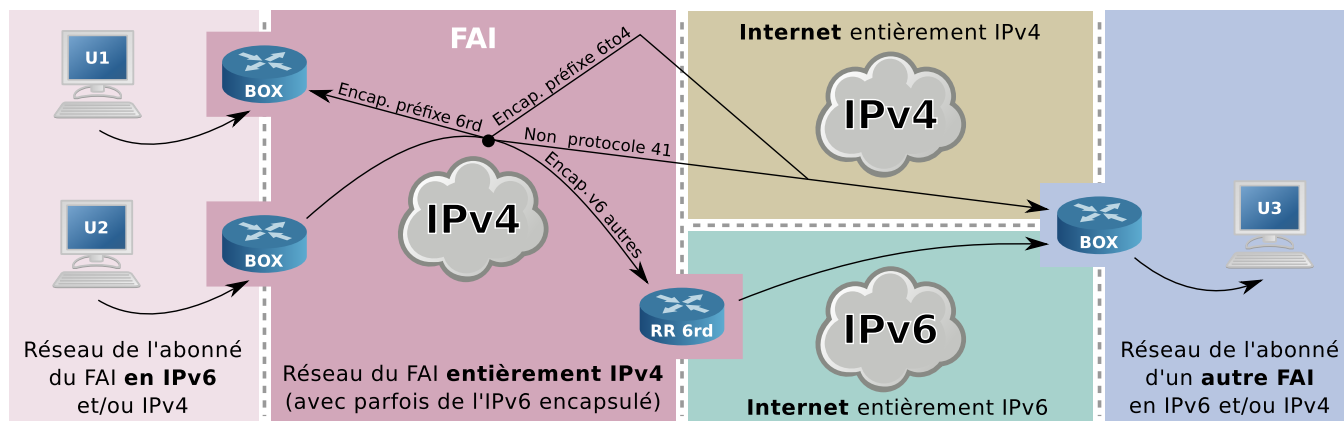 U1
BOX
U2
BOX
Réseau de l'abonné
du FAI en IPv6
et/ou IPv4
FAI
Encap. préfixe 6rd
Encap. préfixe 6to4
Non protocole 41
Encap. v6 autres
IPv4
RR 6rd
Réseau du FAI entièrement IPv4
(avec parfois de l'IPv6 encapsulé)
Internet entièrement IPv4
IPv4
IPv6
Internet entièrement IPv6
BOX
U3
Réseau de l'abonné
d'un autre FAI
en IPv6 et/ou IPv4